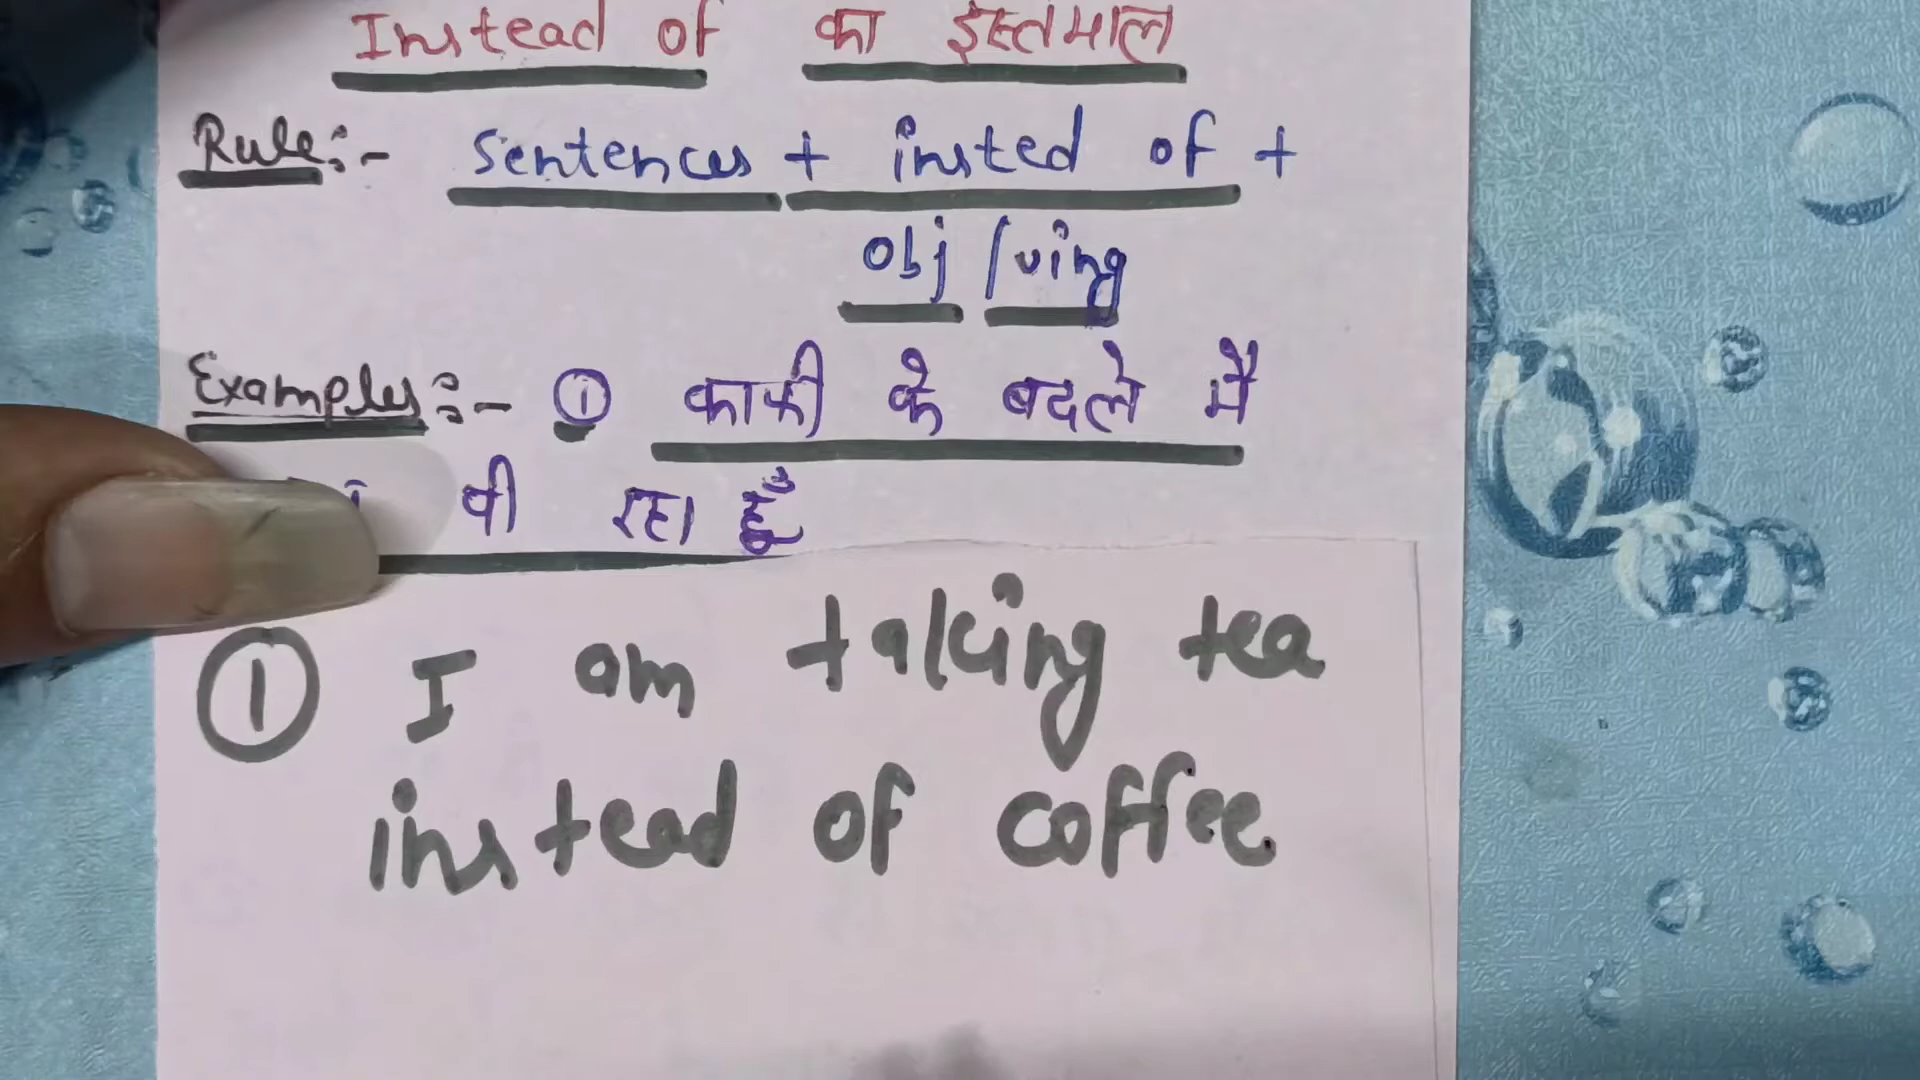 Instead of का इस्तेमाल
Rule:- Sentences + insted of +
obj / ving
Examples:- ① काफी के बदले मैं
पी रहा हूँ
① I am taking tea
instead of coffee